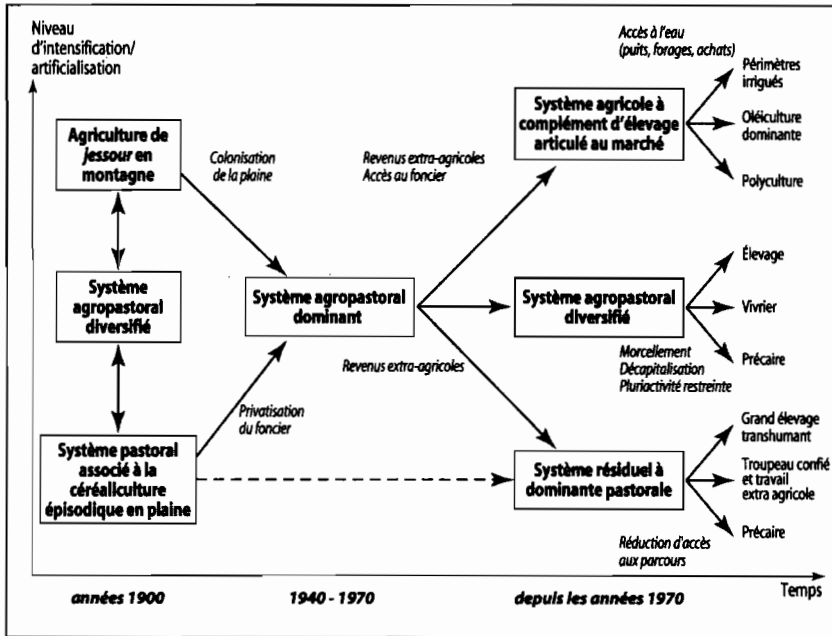 Niveau
d'intensification/
artificialisation
Agriculture de
jessour en
montagne
Système
agropastoral
diversifié
Système pastoral
associé à la
céréaliculture
épisodique en plaine
Colonisation
de la plaine
Privatisation
du foncier
Système agropastoral
dominant
Revenus extra-agricoles
Accès au foncier
Revenus extra-agricoles
Accès à l'eau
(puits, forages, achats)
Système agricole à
complément d'élevage
articulé au marché
Périmètres
irrigués
Oléiculture
dominante
Polyculture
Système agropastoral
diversifié
Morcellement
Décapitalisation
Pluriactivité restreinte
Élevage
Vivrier
Précaire
Système résiduel à
dominante pastorale
Réduction d'accès
aux parcours
Grand élevage
transhumant
Troupeau confié
et travail
extra agricole
Précaire
Temps
années 1900
1940 - 1970
depuis les années 1970